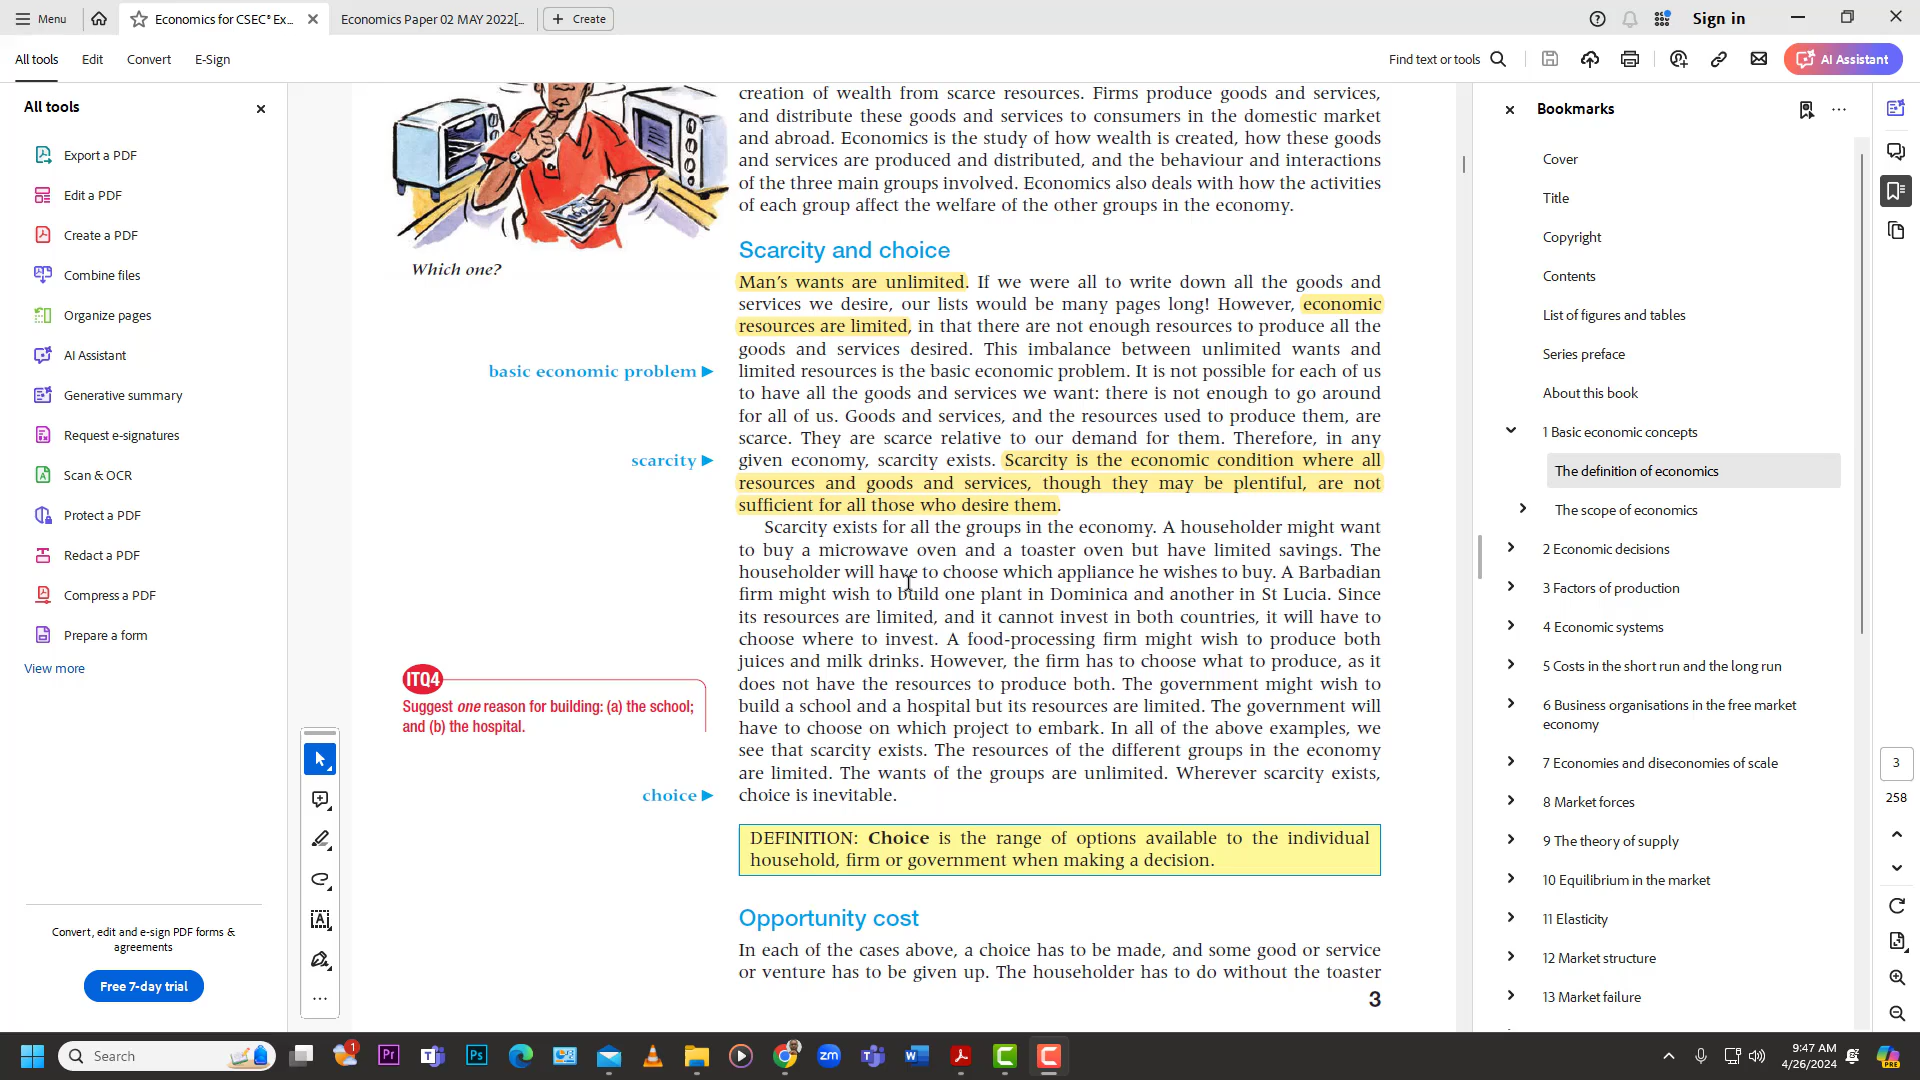 Menu
Economics for CSEC® Ex...
Economics Paper 02 MAY 2022[...
Create
Sign in
All tools
Edit
Convert
E-Sign
Find text or tools
AI Assistant
All tools
Export a PDF
Edit a PDF
Create a PDF
Combine files
Organize pages
AI Assistant
Generative summary
Request e-signatures
Scan & OCR
Protect a PDF
Redact a PDF
Compress a PDF
Prepare a form
View more
Convert, edit and e-sign PDF forms &
agreements
Free 7-day trial
Which one?
basic economic problem ▶
scarcity ▶
ITQ4
Suggest one reason for building: (a) the school;
and (b) the hospital.
choice ▶
creation of wealth from scarce resources. Firms produce goods and services,
and distribute these goods and services to consumers in the domestic market
and abroad. Economics is the study of how wealth is created, how these goods
and services are produced and distributed, and the behaviour and interactions
of the three main groups involved. Economics also deals with how the activities
of each group affect the welfare of the other groups in the economy.
Scarcity and choice
Man's wants are unlimited. If we were all to write down all the goods and
services we desire, our lists would be many pages long! However, economic
resources are limited, in that there are not enough resources to produce all the
goods and services desired. This imbalance between unlimited wants and
limited resources is the basic economic problem. It is not possible for each of us
to have all the goods and services we want: there is not enough to go around
for all of us. Goods and services, and the resources used to produce them, are
scarce. They are scarce relative to our demand for them. Therefore, in any
given economy, scarcity exists. Scarcity is the economic condition where all
resources and goods and services, though they may be plentiful, are not
sufficient for all those who desire them.
Scarcity exists for all the groups in the economy. A householder might want
to buy a microwave oven and a toaster oven but have limited savings. The
householder will have to choose which appliance he wishes to buy. A Barbadian
firm might wish to build one plant in Dominica and another in St Lucia. Since
its resources are limited, and it cannot invest in both countries, it will have to
choose where to invest. A food-processing firm might wish to produce both
juices and milk drinks. However, the firm has to choose what to produce, as it
does not have the resources to produce both. The government might wish to
build a school and a hospital but its resources are limited. The government will
have to choose on which project to embark. In all of the above examples, we
see that scarcity exists. The resources of the different groups in the economy
are limited. The wants of the groups are unlimited. Wherever scarcity exists,
choice is inevitable.
DEFINITION: Choice is the range of options available to the individual
household, firm or government when making a decision.
Opportunity cost
In each of the cases above, a choice has to be made, and some good or service
or venture has to be given up. The householder has to do without the toaster
3
Bookmarks
Cover
Title
Copyright
Contents
List of figures and tables
Series preface
About this book
1 Basic economic concepts
The definition of economics
The scope of economics
2 Economic decisions
3 Factors of production
4 Economic systems
5 Costs in the short run and the long run
6 Business organisations in the free market
economy
7 Economies and diseconomies of scale
8 Market forces
9 The theory of supply
10 Equilibrium in the market
11 Elasticity
12 Market structure
13 Market failure
3
258
Search
1
Pr
Ps
zm
9:47 AM
4/26/2024
PRE